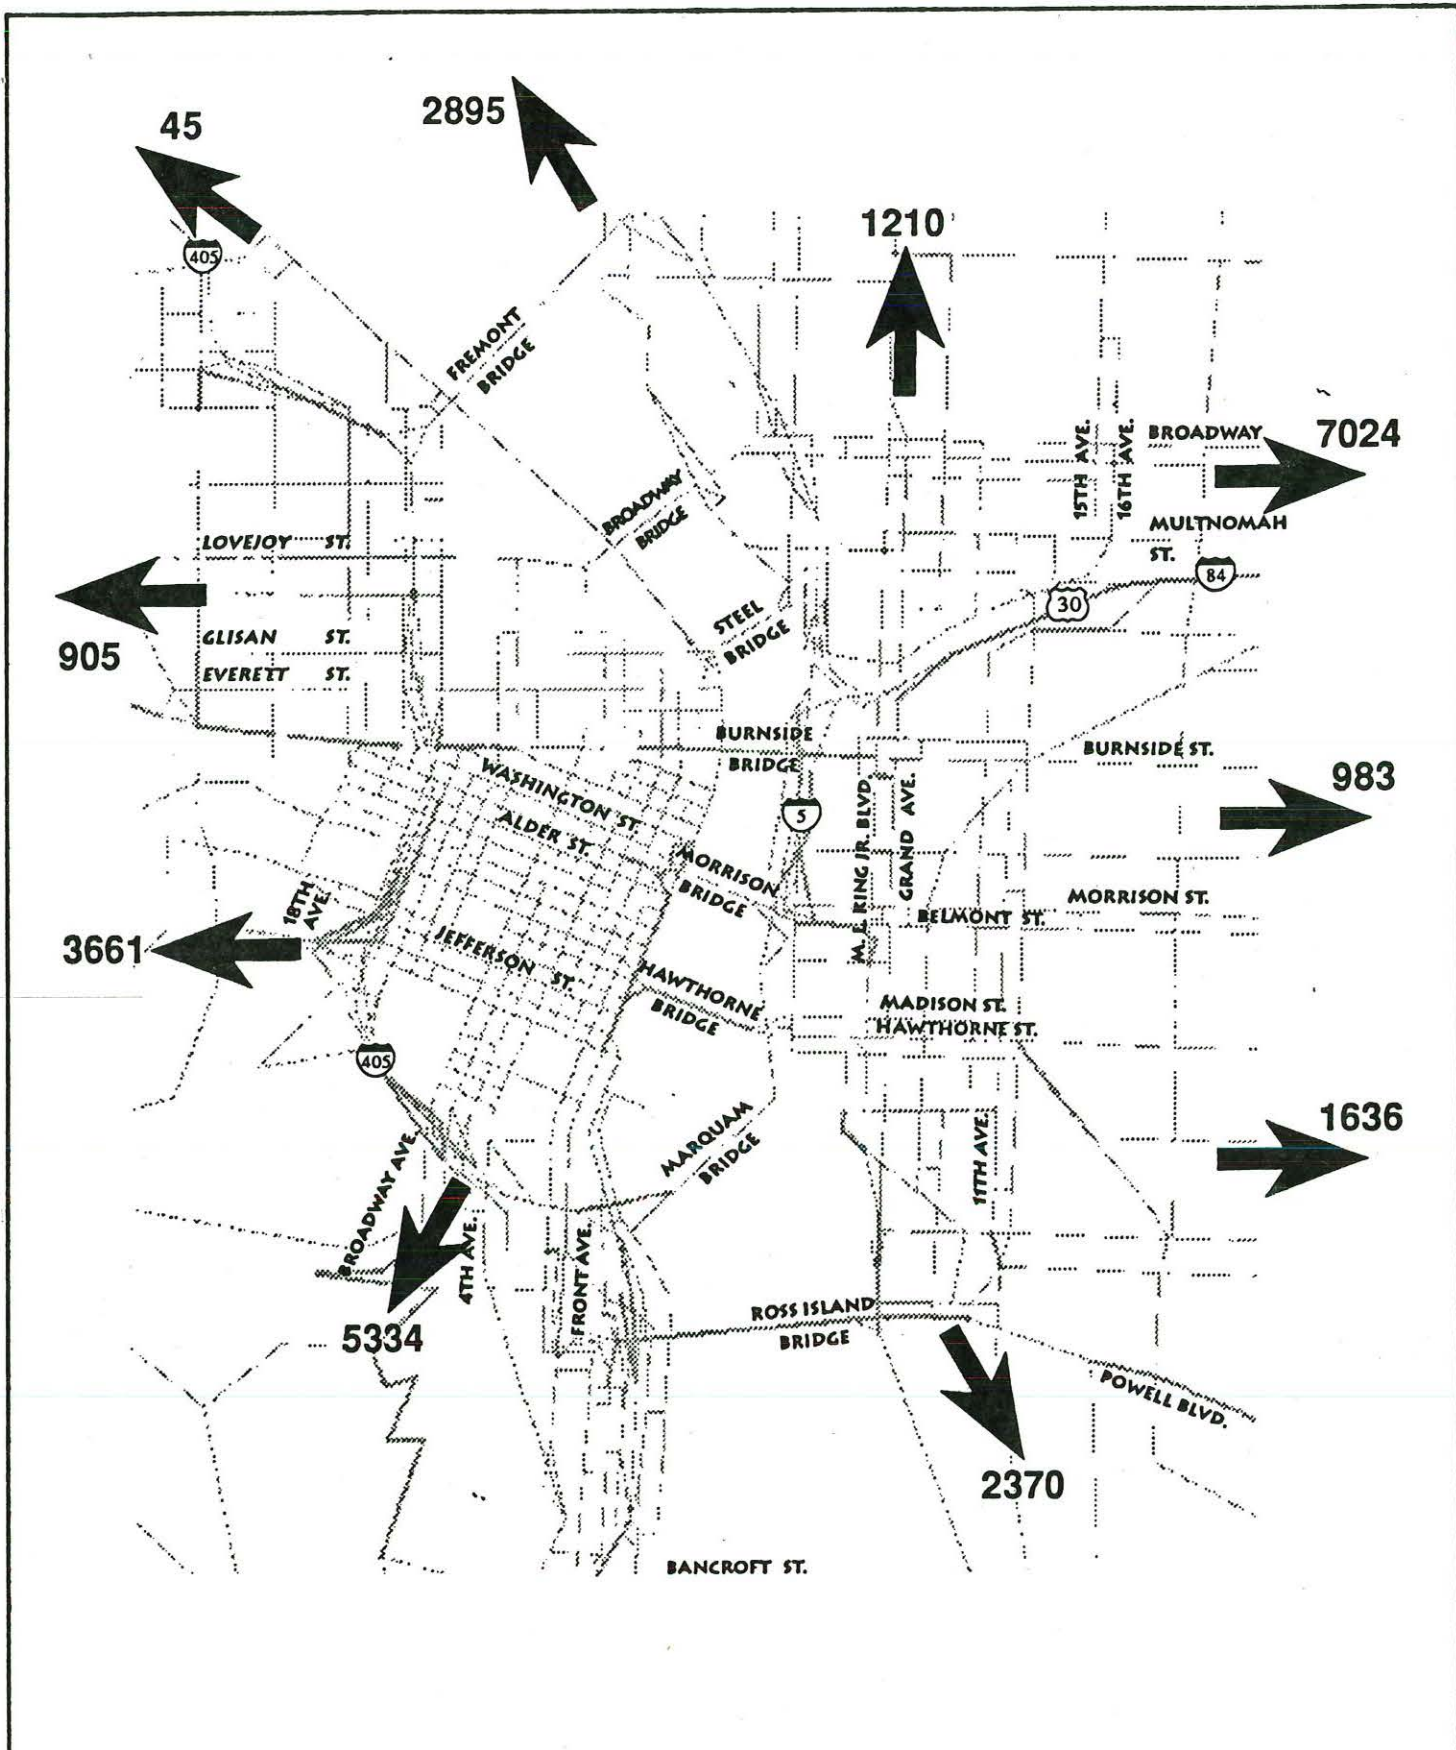 45
2895
1210
405
FREMONT
BRIDGE
15TH AVE.
16TH AVE.
BROADWAY
7024
BROADWAY
BRIDGE
MULTNOMAH
ST.
LOVEJOY ST.
84
30
905
STEEL
BRIDGE
GLISAN ST.
EVERETT ST.
BURNSIDE
BRIDGE
BURNSIDE ST.
WASHINGTON ST.
983
ALDER ST.
5
M. L. KING JR. BLVD.
GRAND AVE.
MORRISON
BRIDGE
MORRISON ST.
18TH
AVE.
BELMONT ST.
3661
JEFFERSON ST.
HAWTHORNE
BRIDGE
MADISON ST.
HAWTHORNE ST.
405
MARQUAM
BRIDGE
1636
11TH AVE.
BROADWAY AVE.
4TH AVE.
FRONT AVE.
ROSS ISLAND
BRIDGE
5334
POWELL BLVD.
2370
BANCROFT ST.